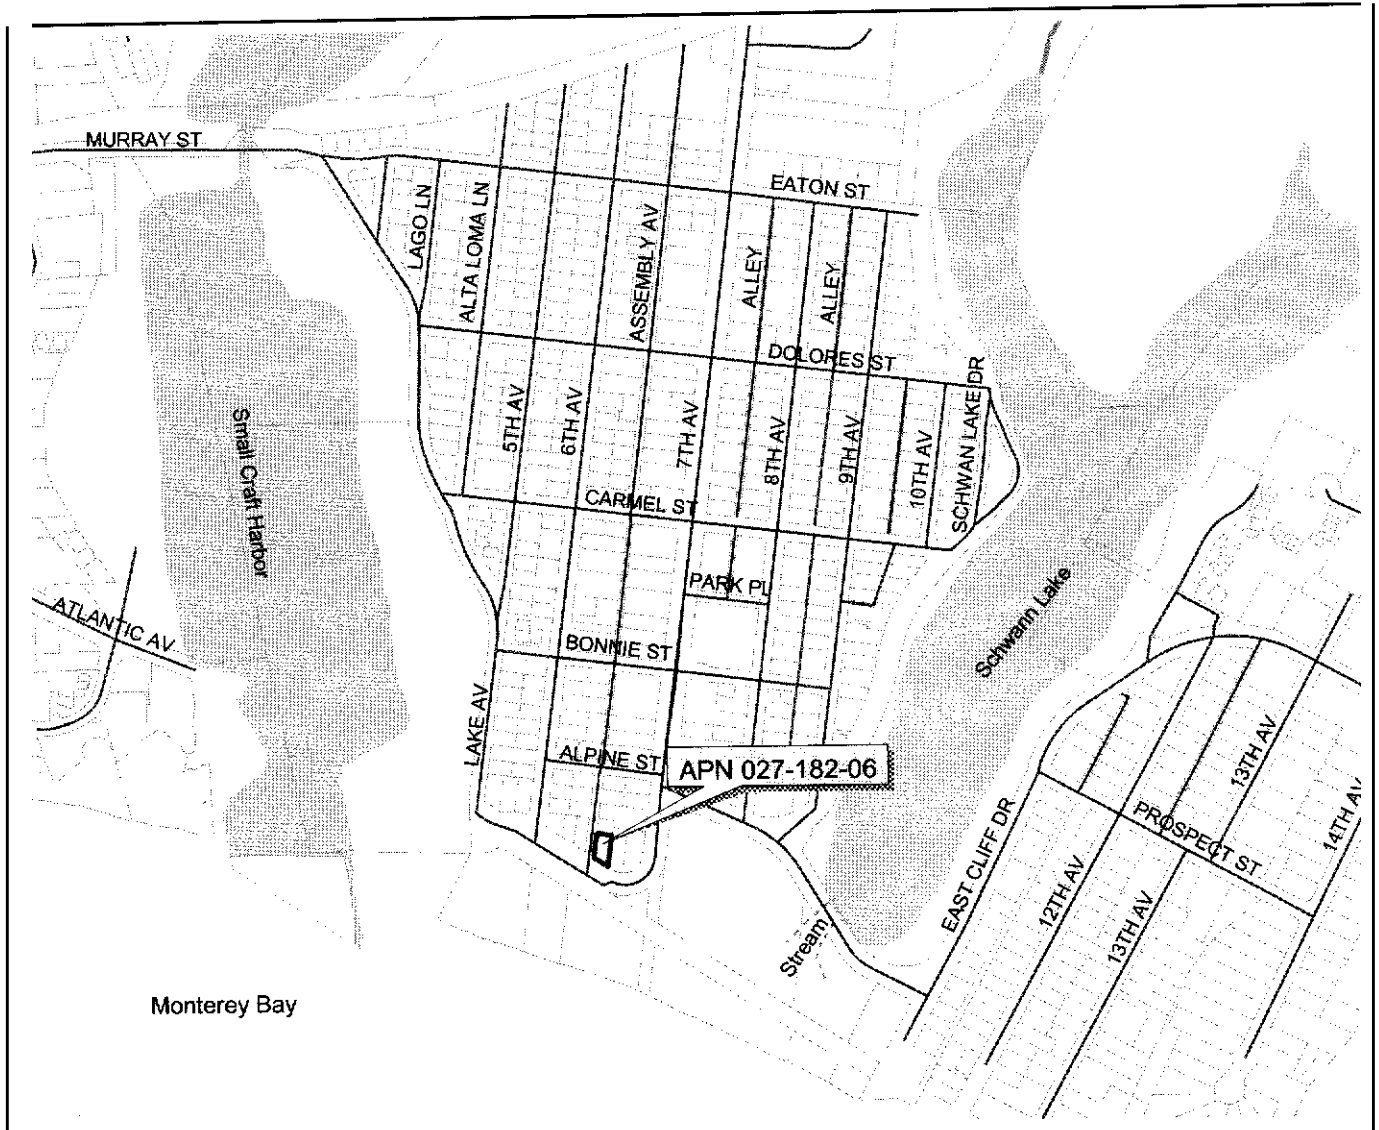 MURRAY ST
EATON ST
LAGO LN
ALTA LOMA LN
ASSEMBLY AV
ALLEY
ALLEY
DOLORES ST
SCHWAN LAKE DR
5TH AV
6TH AV
7TH AV
8TH AV
9TH AV
10TH AV
Small Craft Harbor
CARMEL ST
PARK PL
Schwann Lake
ATLANTIC AV
BONNIE ST
LAKE AV
ALPINE ST
APN 027-182-06
13TH AV
14TH AV
PROSPECT ST
EAST CLIFF DR
12TH AV
13TH AV
Stream
Monterey Bay